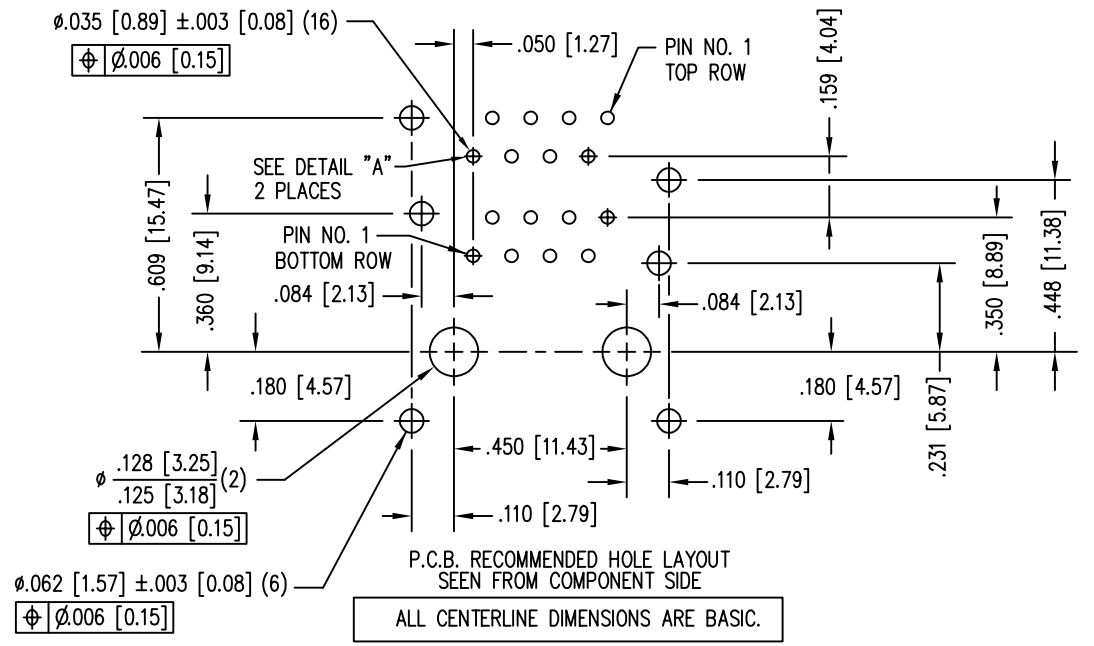 ø.035 [0.89] ±.003 [0.08] (16)
⌖ Ø.006 [0.15]
.050 [1.27]
PIN NO. 1
TOP ROW
.159 [4.04]
SEE DETAIL "A"
2 PLACES
.609 [15.47]
.360 [9.14]
PIN NO. 1
BOTTOM ROW
.084 [2.13]
.084 [2.13]
.350 [8.89]
.448 [11.38]
.180 [4.57]
.180 [4.57]
.231 [5.87]
.450 [11.43]
ø .128 [3.25]
.125 [3.18] (2)
⌖ Ø.006 [0.15]
.110 [2.79]
.110 [2.79]
P.C.B. RECOMMENDED HOLE LAYOUT
SEEN FROM COMPONENT SIDE
ø.062 [1.57] ±.003 [0.08] (6)
⌖ Ø.006 [0.15]
ALL CENTERLINE DIMENSIONS ARE BASIC.